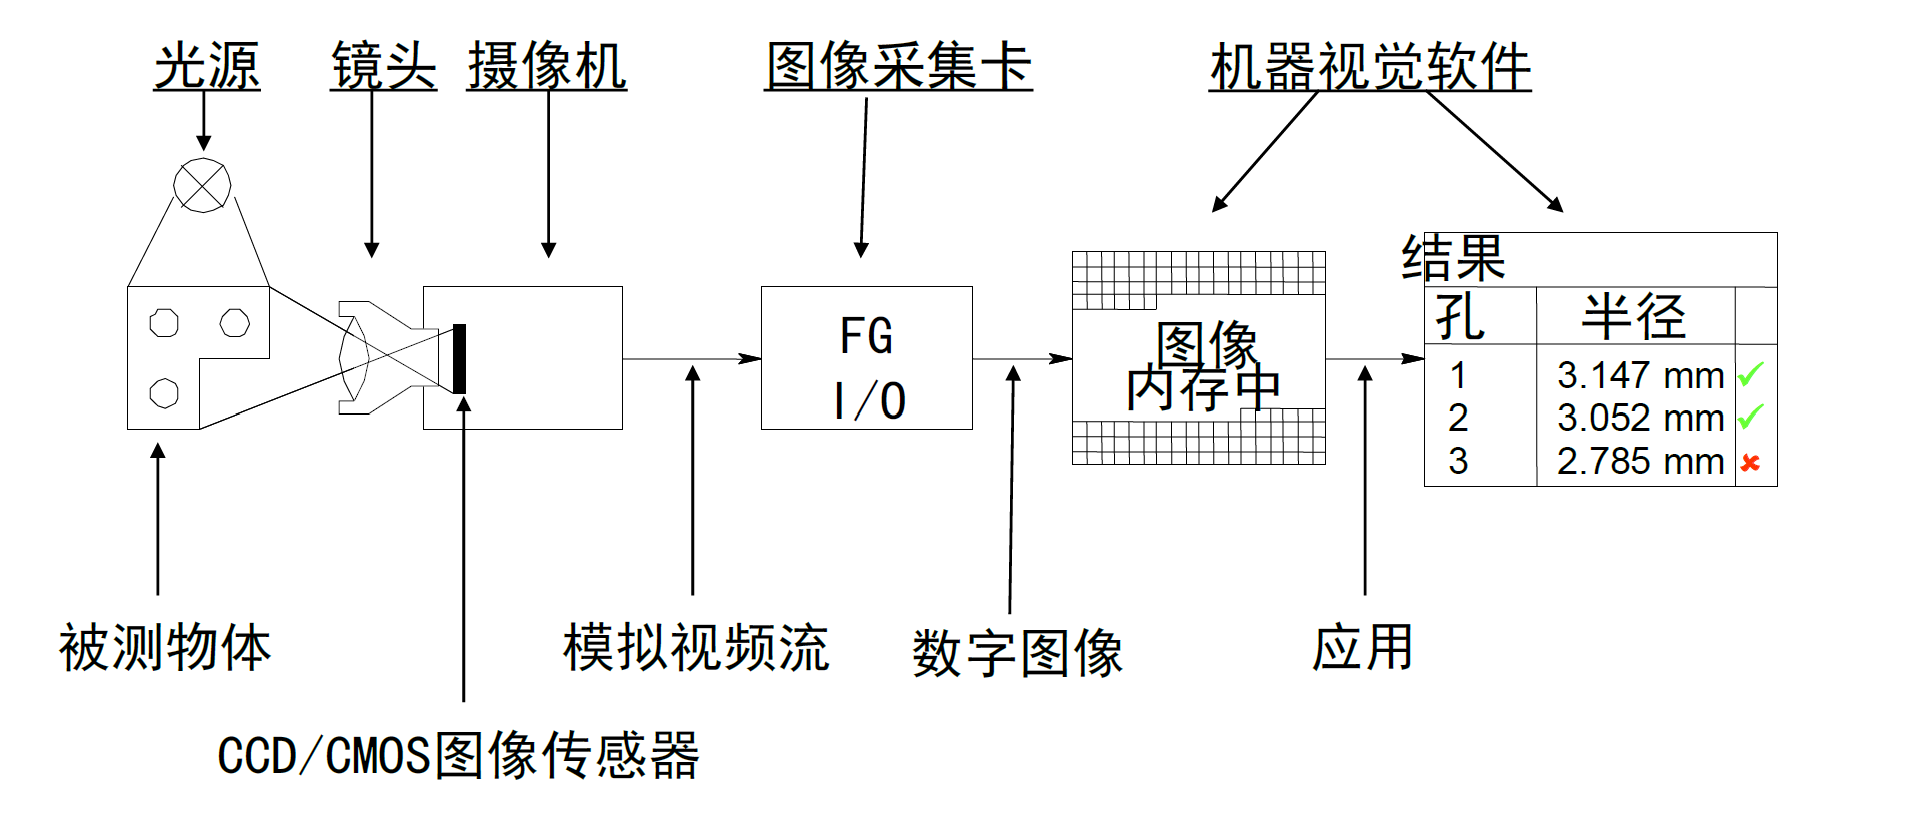 光源 镜头 摄像机 图像采集卡 机器视觉软件
结果
孔 半径
FG
I/O
图像
内存中
1 3.147 mm ✓
2 3.052 mm ✓
3 2.785 mm ✗
被测物体 模拟视频流 数字图像 应用
CCD/CMOS图像传感器